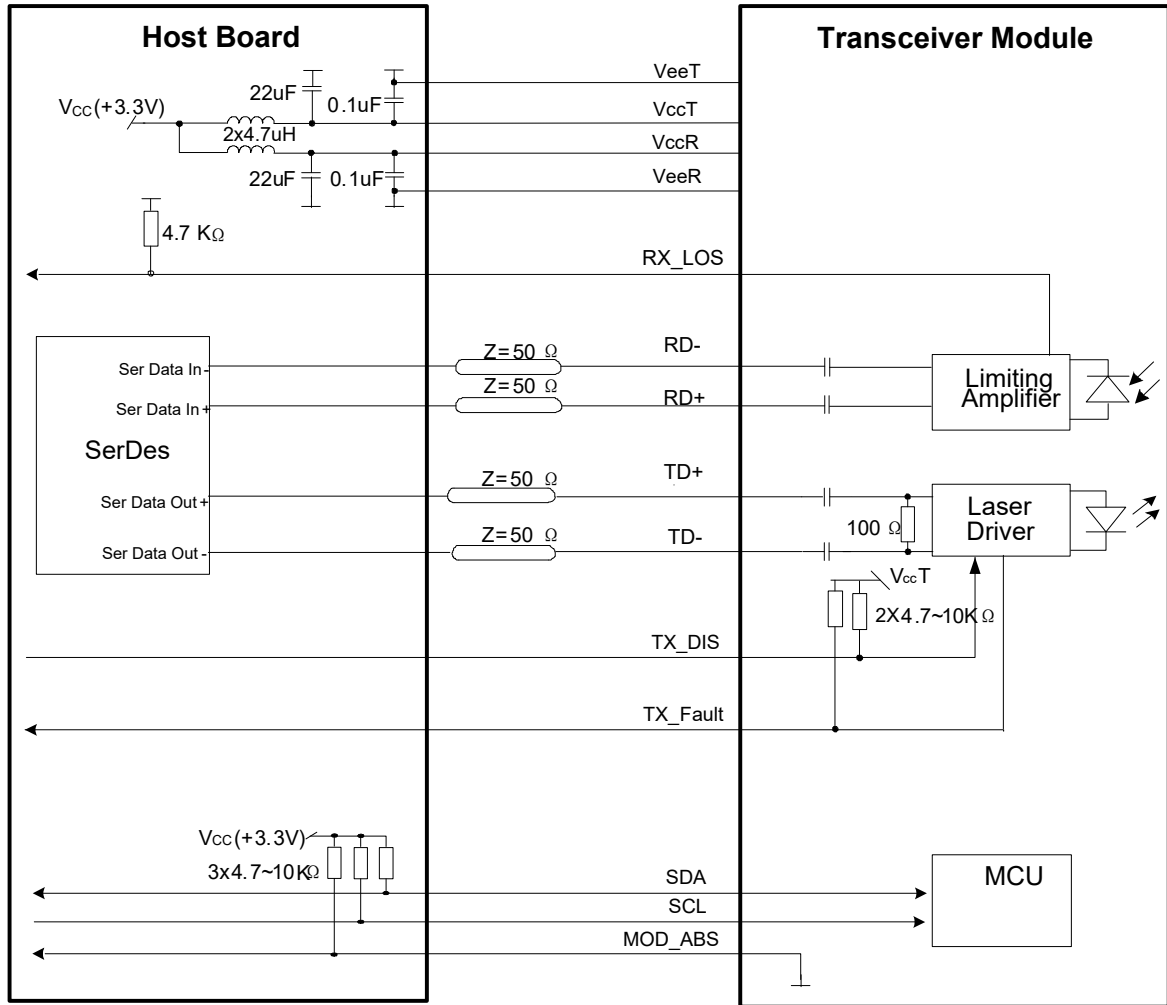 Host Board
Transceiver Module
VeeT
22uF
0.1uF
Vcc(+3.3V)
VccT
2x4.7uH
VccR
22uF
0.1uF
VeeR
4.7 KΩ
RX_LOS
Z=50 Ω
RD-
Ser Data In-
Z=50 Ω
RD+
Ser Data In+
Limiting
Amplifier
SerDes
Z=50 Ω
TD+
Ser Data Out+
Laser
Driver
100 Ω
Z=50 Ω
TD-
Ser Data Out-
VccT
2X4.7~10KΩ
TX_DIS
TX_Fault
Vcc(+3.3V)
3x4.7~10KΩ
SDA
MCU
SCL
MOD_ABS